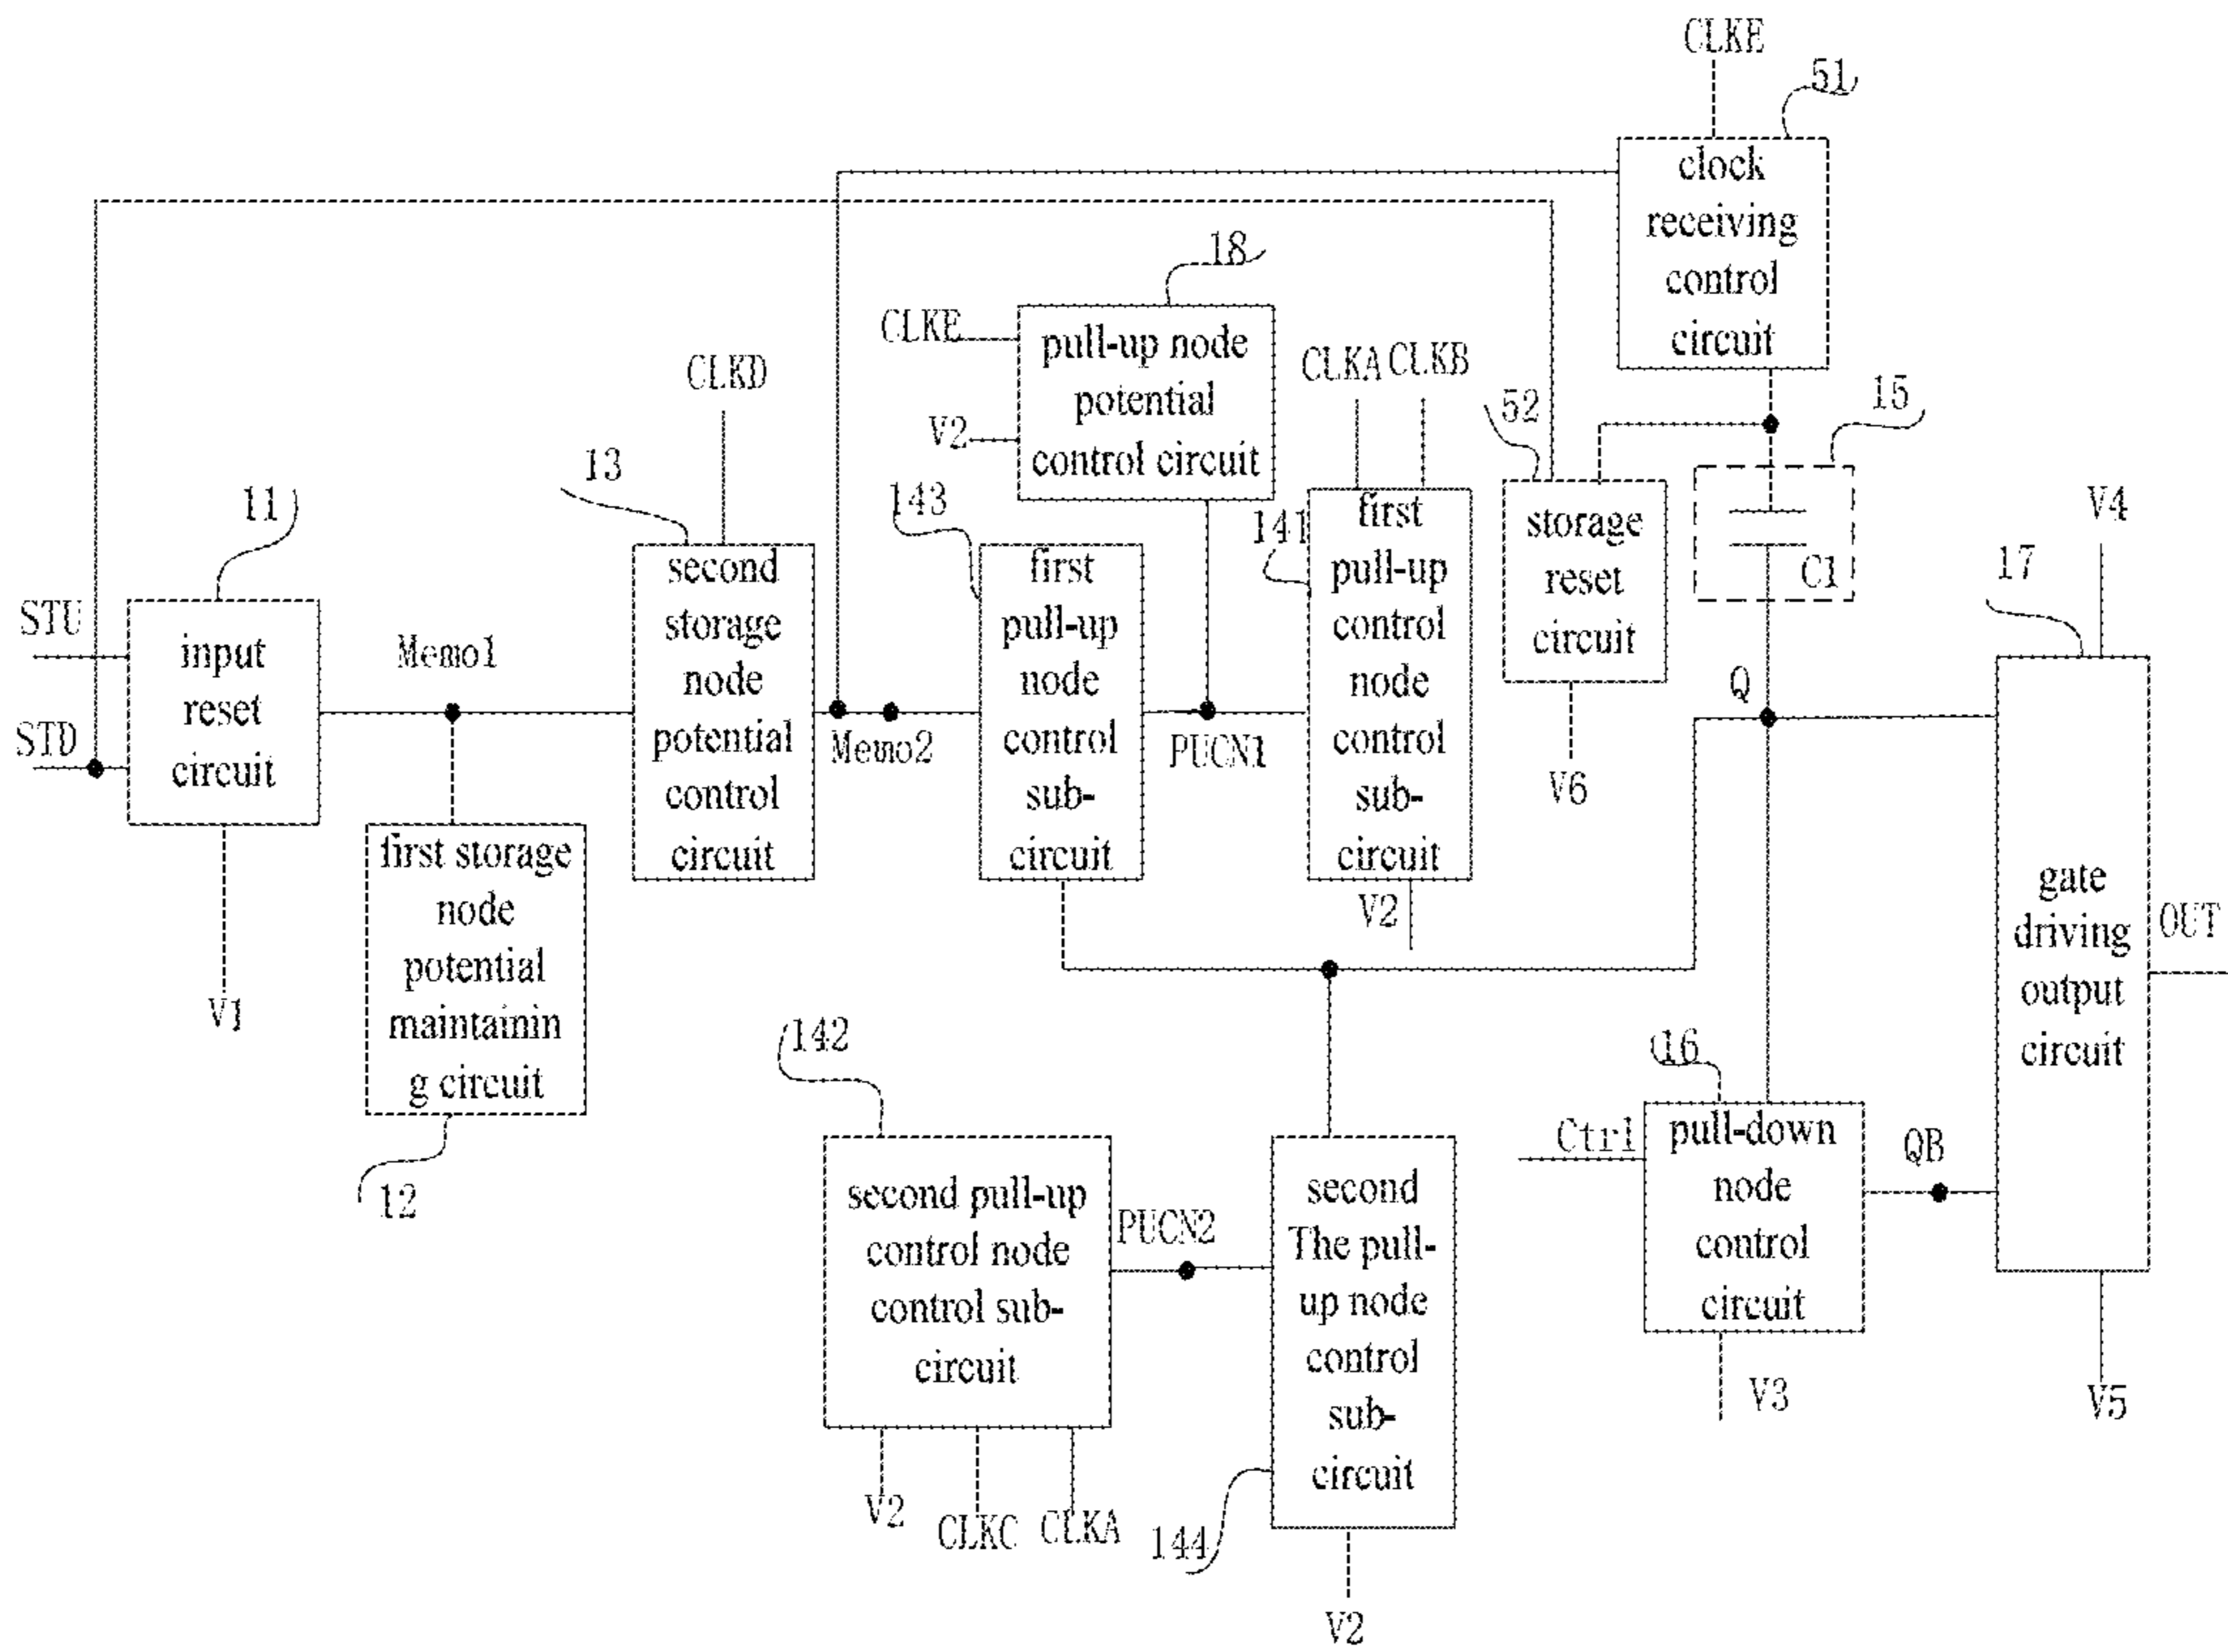 CLKE
51
clock
receiving
control
circuit
18
CLKE
pull-up node
potential
control circuit
V2
CLKA
CLKB
CLKD
52
15
13
143
141
11
first
pull-up
control
node
control
sub-
circuit
V2
storage
reset
circuit
V6
C1
V4
17
second
storage
node
potential
control
circuit
first
pull-up
node
control
sub-
circuit
STU
STD
input
reset
circuit
V1
Memo1
Memo2
PUCN1
Q
first storage
node
potential
maintainin
g circuit
12
gate
driving
output
circuit
OUT
142
16
second pull-up
control node
control sub-
circuit
PUCN2
V2
CLKC
CLKA
second
The pull-
up node
control
sub-
circuit
144
V2
Ctrl
pull-down
node
control
circuit
QB
V3
V5